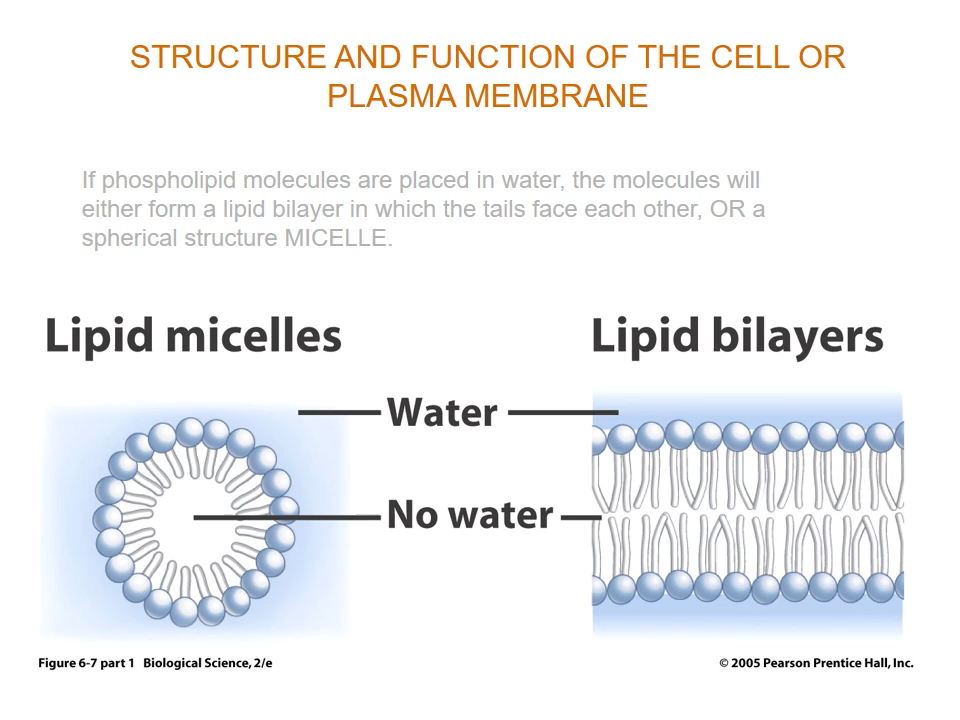 STRUCTURE AND FUNCTION OF THE CELL OR
PLASMA MEMBRANE
If phospholipid molecules are placed in water, the molecules will
either form a lipid bilayer in which the tails face each other, OR a
spherical structure MICELLE.
Lipid micelles
Lipid bilayers
Water
No water
Figure 6-7 part 1 Biological Science, 2/e
© 2005 Pearson Prentice Hall, Inc.